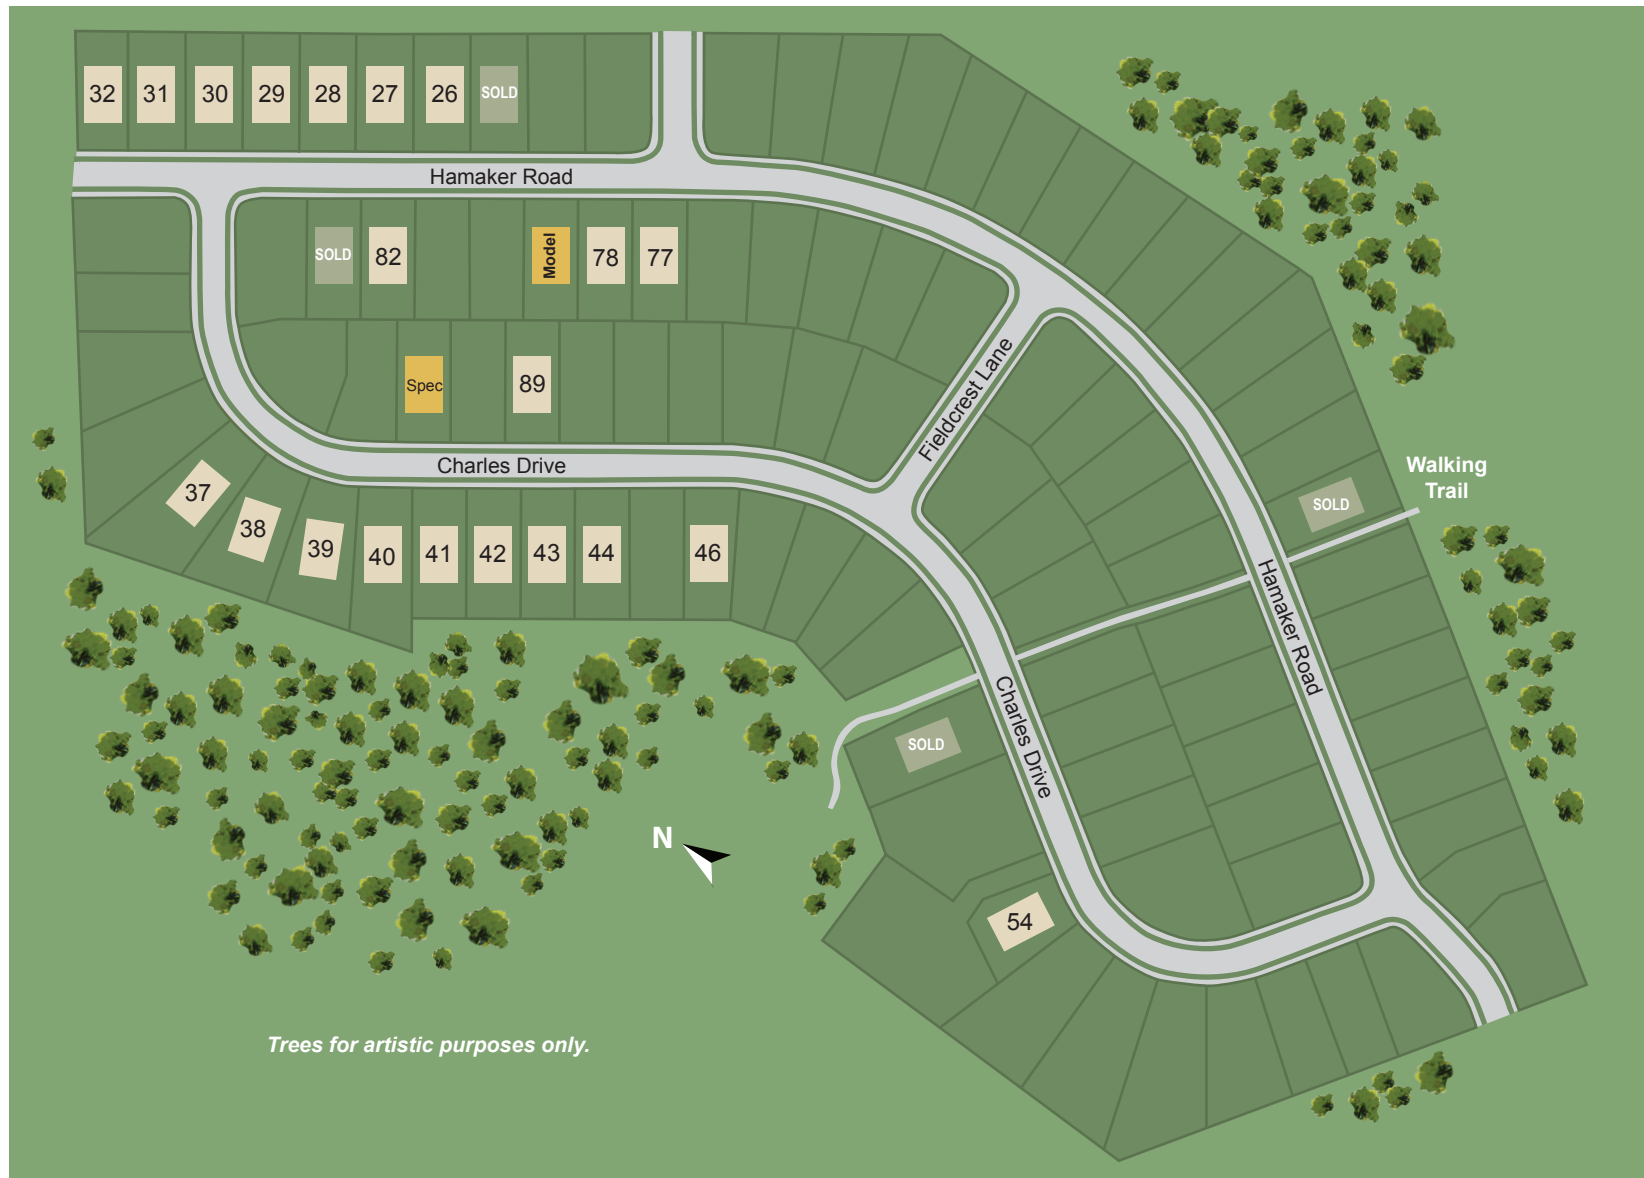 32 31 30 29 28 27 26 SOLD
Hamaker Road
SOLD 82 Model 78 77
Spec 89
Fieldcrest Lane
Charles Drive
Walking
Trail
37 38 39 40 41 42 43 44 46
SOLD
Hamaker Road
Charles Drive
SOLD
N
54
Trees for artistic purposes only.